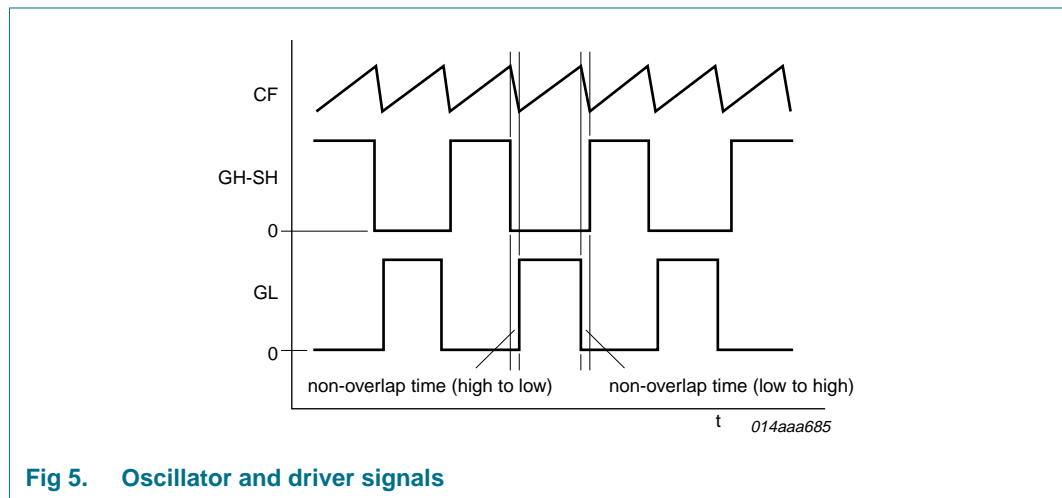 CF
GH-SH
0
GL
0
non-overlap time (high to low) non-overlap time (low to high)
t
014aaa685
Fig 5. Oscillator and driver signals